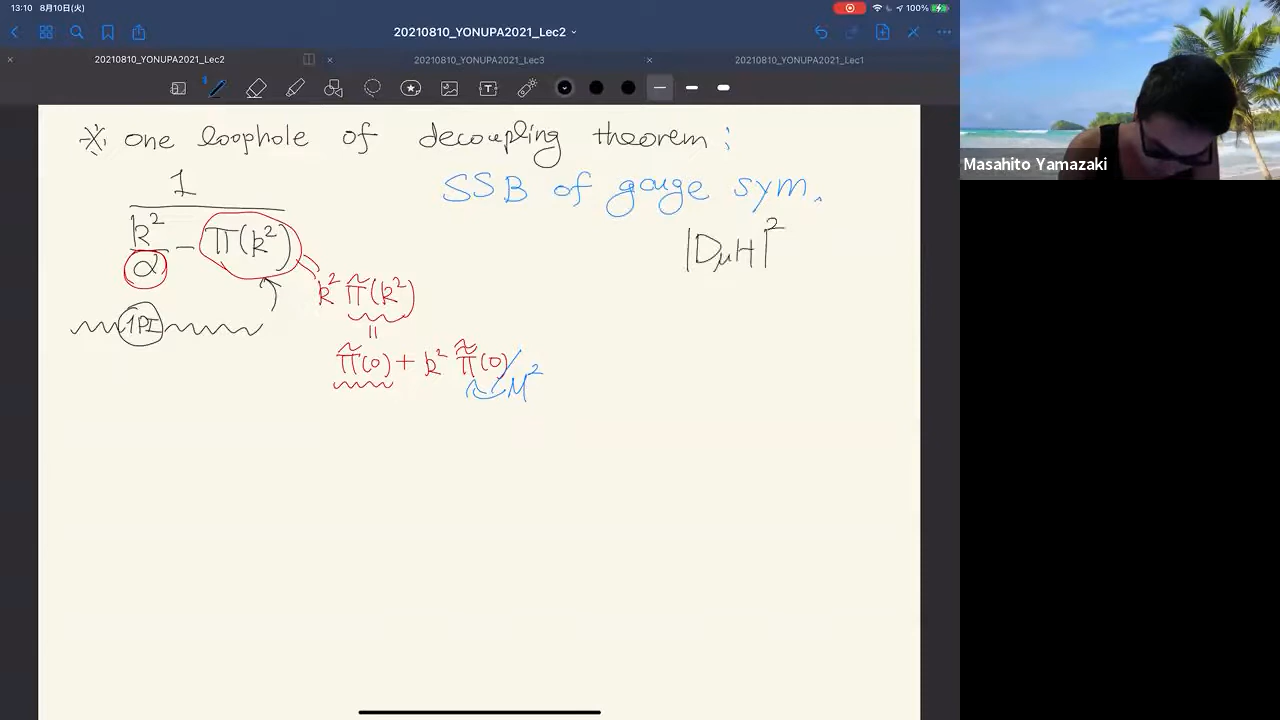 13:10 8月10日(火)
100%
20210810_YONUPA2021_Lec2
20210810_YONUPA2021_Lec2
20210810_YONUPA2021_Lec3
20210810_YONUPA2021_Lec1
※ one loophole of decoupling theorem :
SSB of gauge sym.
1
k² / α − Π(k²)
|DμH|²
k² Π̃(k²)
1PI
=
Π̃(0) + k² Π̃̃(0)/M²
Masahito Yamazaki